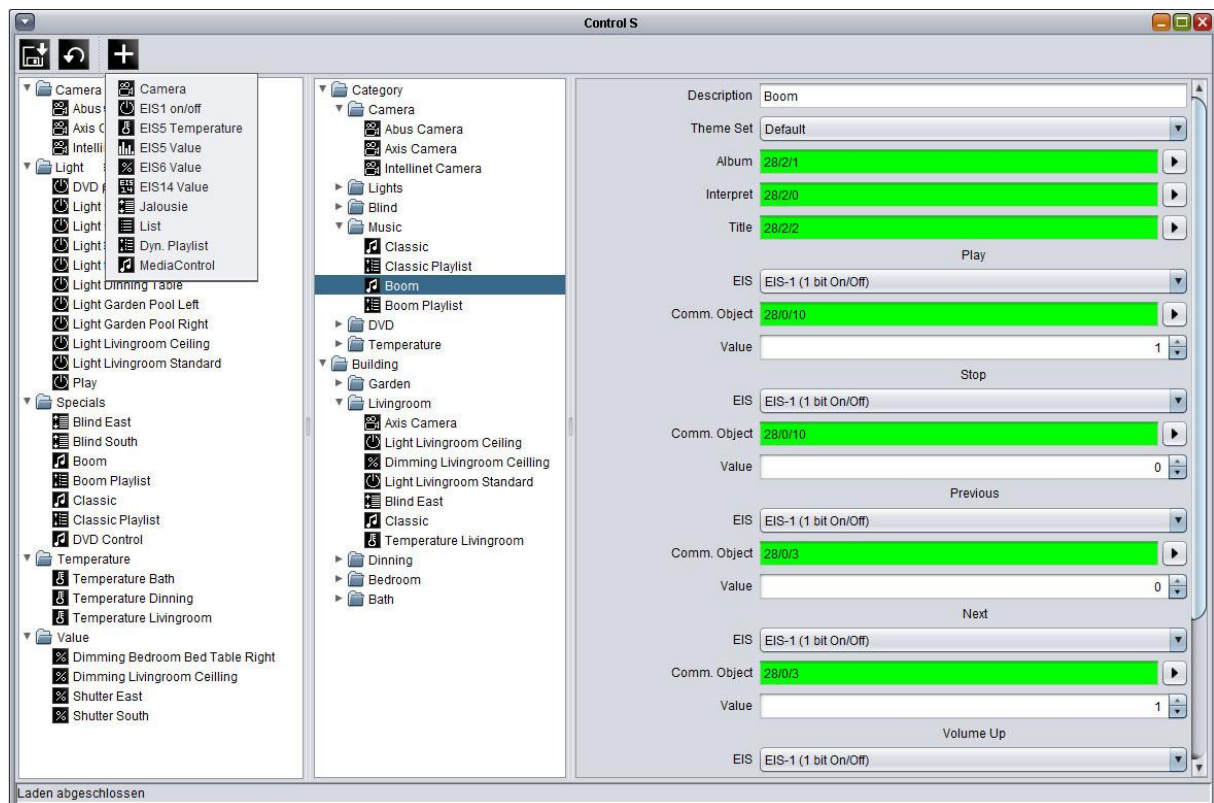 Control S
Camera
Abus
Axis C
Intelli
Light
DVD
Light
Light
Light
Light
Light Dinning Table
Light Garden Pool Left
Light Garden Pool Right
Light Livingroom Ceiling
Light Livingroom Standard
Play
Specials
Blind East
Blind South
Boom
Boom Playlist
Classic
Classic Playlist
DVD Control
Temperature
Temperature Bath
Temperature Dinning
Temperature Livingroom
Value
Dimming Bedroom Bed Table Right
Dimming Livingroom Ceilling
Shutter East
Shutter South
Camera
EIS1 on/off
EIS5 Temperature
EIS5 Value
EIS6 Value
EIS 14 EIS14 Value
Jalousie
List
Dyn. Playlist
MediaControl
Category
Camera
Abus Camera
Axis Camera
Intellinet Camera
Lights
Blind
Music
Classic
Classic Playlist
Boom
Boom Playlist
DVD
Temperature
Building
Garden
Livingroom
Axis Camera
Light Livingroom Ceiling
Dimming Livingroom Ceilling
Light Livingroom Standard
Blind East
Classic
Temperature Livingroom
Dinning
Bedroom
Bath
Description Boom
Theme Set Default
Album 28/2/1
Interpret 28/2/0
Title 28/2/2
Play
EIS EIS-1 (1 bit On/Off)
Comm. Object 28/0/10
Value 1
Stop
EIS EIS-1 (1 bit On/Off)
Comm. Object 28/0/10
Value 0
Previous
EIS EIS-1 (1 bit On/Off)
Comm. Object 28/0/3
Value 0
Next
EIS EIS-1 (1 bit On/Off)
Comm. Object 28/0/3
Value 1
Volume Up
EIS EIS-1 (1 bit On/Off)
Laden abgeschlossen